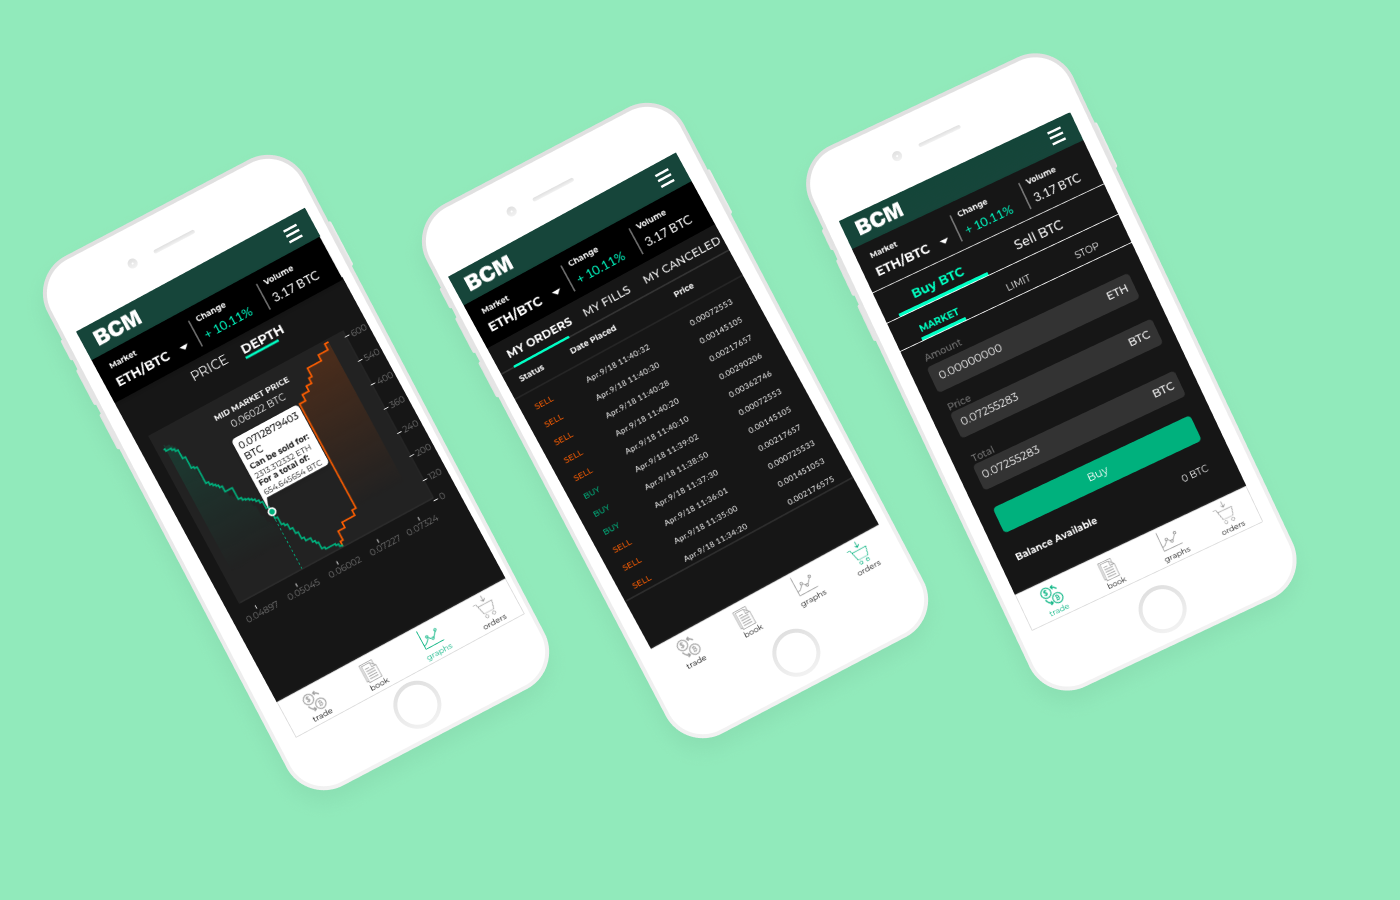 BCM
Market
ETH/BTC
Change
+ 10.11%
Volume
3.17 BTC
PRICE
DEPTH
MID MARKET PRICE
0.06022 BTC
0.0712879403
BTC
Can be sold for:
2313.312332 ETH
For a total of:
654.645654 BTC
600
540
400
360
240
200
120
0
0.04897
0.05045
0.06002
0.07227
0.07324
trade
book
graphs
orders
BCM
Market
ETH/BTC
Change
+ 10.11%
Volume
3.17 BTC
MY ORDERS
MY FILLS
MY CANCELED
Status Date Placed Price
SELL Apr.9/18 11:40:32 0.00072553
SELL Apr.9/18 11:40:30 0.00145105
SELL Apr.9/18 11:40:28 0.00217657
SELL Apr.9/18 11:40:20 0.00290206
SELL Apr.9/18 11:40:10 0.00362746
BUY Apr.9/18 11:39:02 0.00072553
BUY Apr.9/18 11:38:50 0.00145105
BUY Apr.9/18 11:37:30 0.00217657
SELL Apr.9/18 11:36:01 0.000725533
SELL Apr.9/18 11:35:00 0.001451053
SELL Apr.9/18 11:34:20 0.002176575
trade
book
graphs
orders
BCM
Market
ETH/BTC
Change
+ 10.11%
Volume
3.17 BTC
Buy BTC
Sell BTC
MARKET
LIMIT
STOP
Amount
0.00000000 ETH
Price
0.07255283 BTC
Total
0.07255283 BTC
Buy
Balance Available 0 BTC
trade
book
graphs
orders